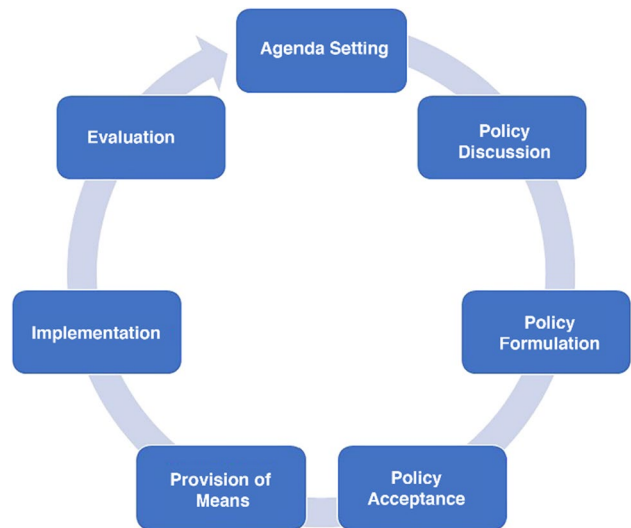 Agenda Setting
Policy
Discussion
Policy
Formulation
Policy
Acceptance
Provision of
Means
Implementation
Evaluation